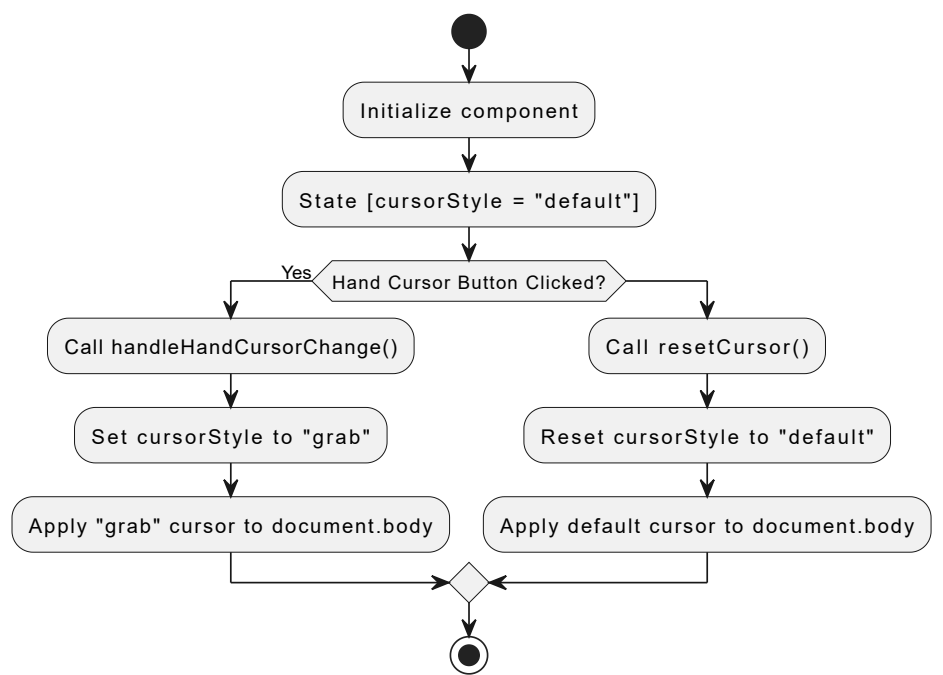 Initialize component
State [cursorStyle = "default"]
Yes
Hand Cursor Button Clicked?
Call handleHandCursorChange()
Call resetCursor()
Set cursorStyle to "grab"
Reset cursorStyle to "default"
Apply "grab" cursor to document.body
Apply default cursor to document.body